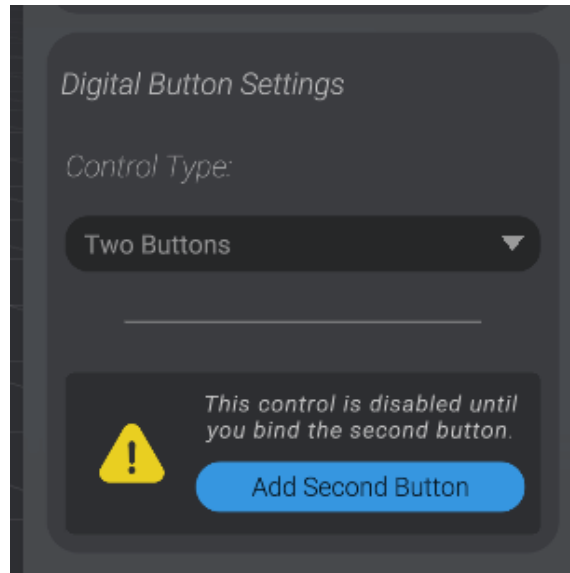 Digital Button Settings
Control Type:
Two Buttons
This control is disabled until
you bind the second button.
Add Second Button